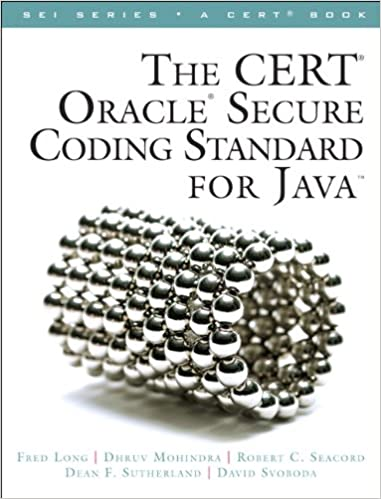 SEI SERIES • A CERT® BOOK
THE CERT®
ORACLE® SECURE
CODING STANDARD
FOR JAVA™
FRED LONG | DHRUV MOHINDRA | ROBERT C. SEACORD
DEAN F. SUTHERLAND | DAVID SVOBODA